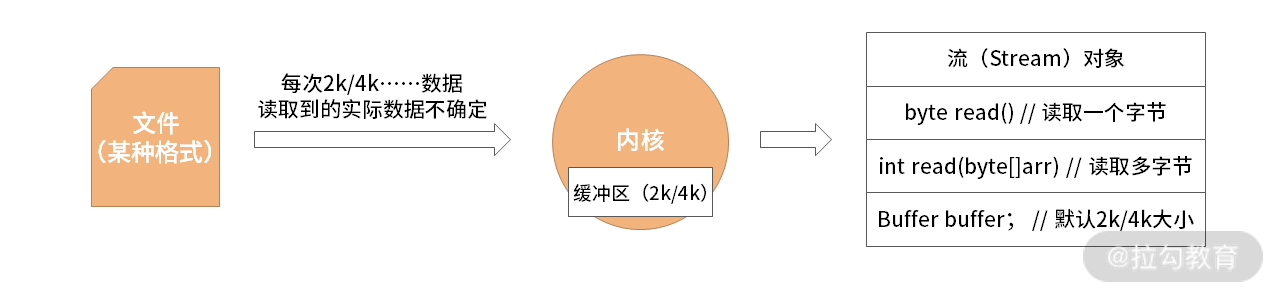 文件
（某种格式）
每次2k/4k……数据
读取到的实际数据不确定
内核
缓冲区（2k/4k）
流（Stream）对象
byte read() // 读取一个字节
int read(byte[]arr) // 读取多字节
Buffer buffer； // 默认2k/4k大小
@拉勾教育